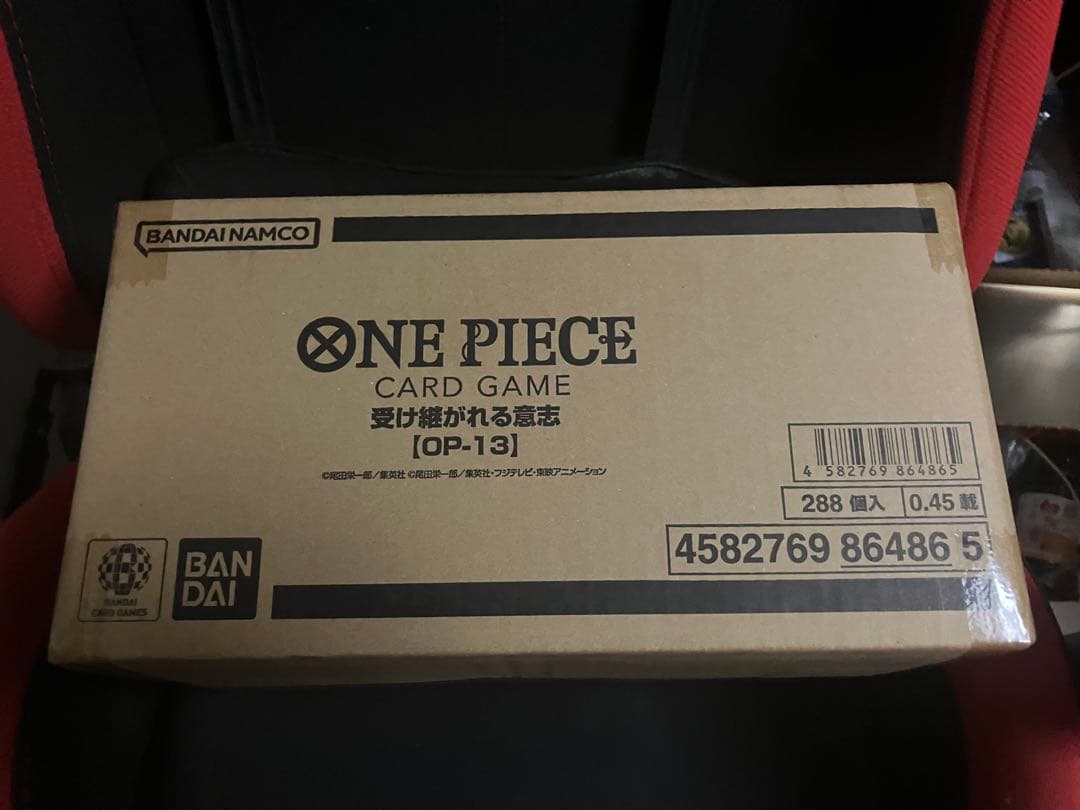 BANDAI NAMCO
ONE PIECE
CARD GAME
受け継がれる意志
【OP-13】
©尾田栄一郎／集英社 ©尾田栄一郎／集英社・フジテレビ・東映アニメーション
4 582769 864865
288 個入
0.45 載
4582769 86486 5
BANDAI
CARD GAMES
BAN
DAI